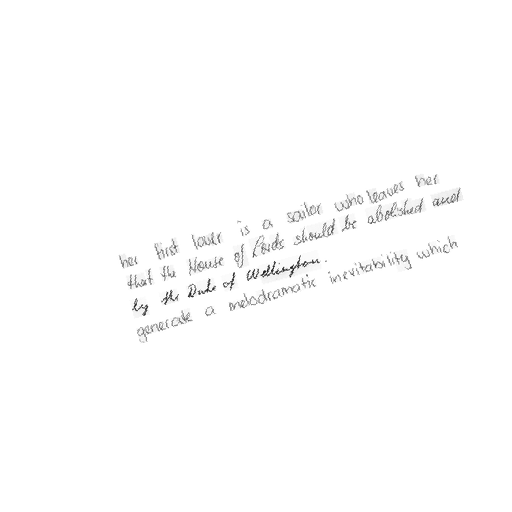 her first lover is a sailor who leaves her
that the House of Lords should be abolished and
by the Duke of Wellington.
generate a melodramatic inevitability which